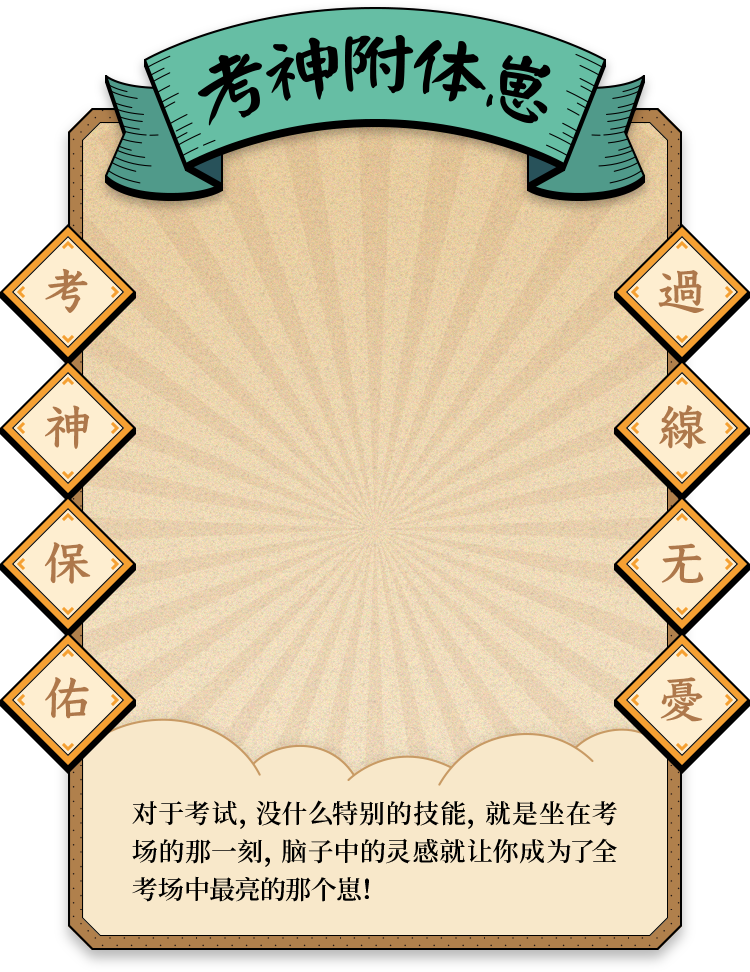 考神附体崽
考神保佑
過線无憂
对于考试，没什么特别的技能，就是坐在考
场的那一刻，脑子中的灵感就让你成为了全
考场中最亮的那个崽！